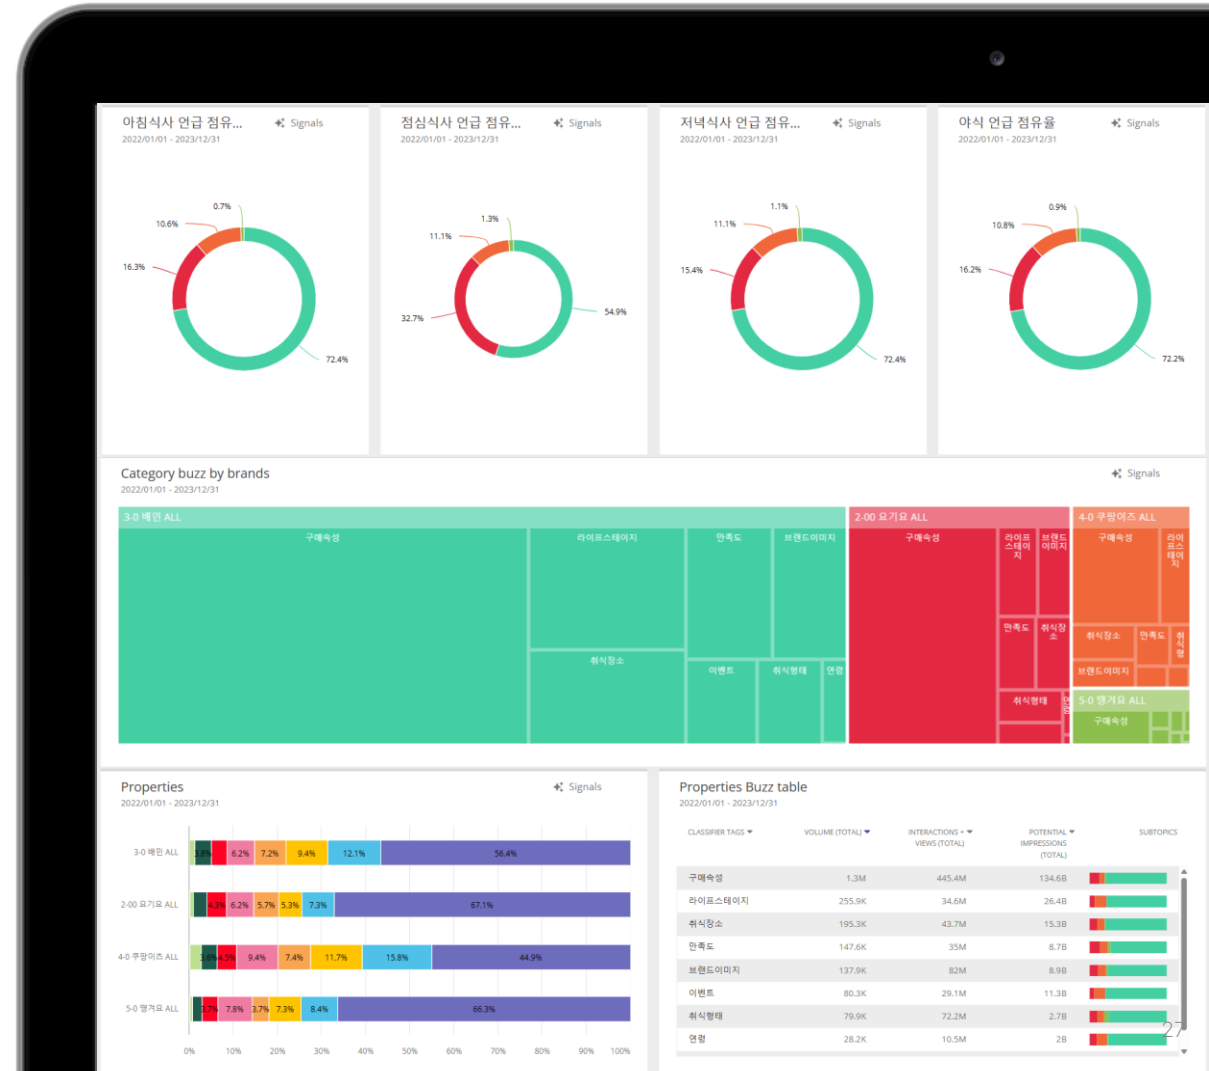 아침식사 언급 점유...
Signals
2022/01/01 - 2023/12/31
0.7%
10.6%
16.3%
72.4%
점심식사 언급 점유...
Signals
2022/01/01 - 2023/12/31
1.3%
11.1%
32.7%
54.9%
저녁식사 언급 점유...
Signals
2022/01/01 - 2023/12/31
1.1%
11.1%
15.4%
72.4%
야식 언급 점유율
Signals
2022/01/01 - 2023/12/31
0.9%
10.8%
16.2%
72.2%
Category buzz by brands
Signals
2022/01/01 - 2023/12/31
3-0 배민 ALL
구매속성
라이프스테이지
만족도
브랜드이미지
취식장소
이벤트
취식형태
연령
2-00 요기요 ALL
구매속성
라이프
스테이
지
브랜드
이미지
만족도
취식장
소
취식형태
4-0 쿠팡이츠 ALL
구매속성
라이
프스
테이
지
취식장소
만족도
취
식
형
브랜드이미지
5-0 땡겨요 ALL
구매속성
Properties
Signals
2022/01/01 - 2023/12/31
3-0 배민 ALL
3.8% 6.2% 7.2% 9.4% 12.1% 56.4%
2-00 요기요 ALL
4.3% 6.2% 5.7% 5.3% 7.3% 67.1%
4-0 쿠팡이츠 ALL
3.6% 4.5% 9.4% 7.4% 11.7% 15.8% 44.9%
5-0 땡겨요 ALL
3.7% 7.8% 3.7% 7.3% 8.4% 66.3%
0% 10% 20% 30% 40% 50% 60% 70% 80% 90% 100%
Properties Buzz table
2022/01/01 - 2023/12/31
CLASSIFIER TAGS VOLUME (TOTAL) INTERACTIONS + POTENTIAL SUBTOPICS
VIEWS (TOTAL) IMPRESSIONS
(TOTAL)
구매속성 1.3M 445.4M 134.6B
라이프스테이지 255.9K 34.6M 26.4B
취식장소 195.3K 43.7M 15.3B
만족도 147.6K 35M 8.7B
브랜드이미지 137.9K 82M 8.9B
이벤트 80.3K 29.1M 11.3B
취식형태 79.9K 72.2M 2.7B
연령 28.2K 10.5M 2B
27